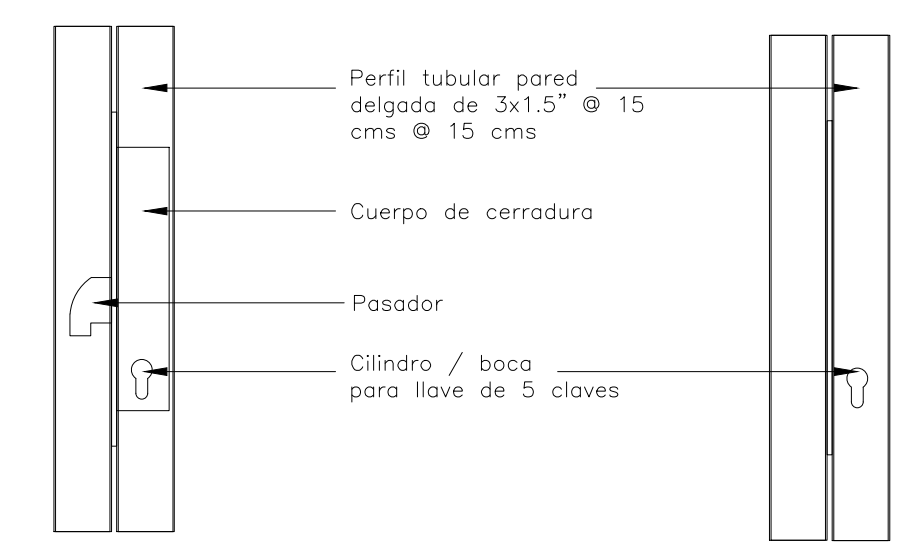 Perfil tubular pared
delgada de 3x1.5" @ 15
cms @ 15 cms
Cuerpo de cerradura
Pasador
Cilindro / boca
para llave de 5 claves